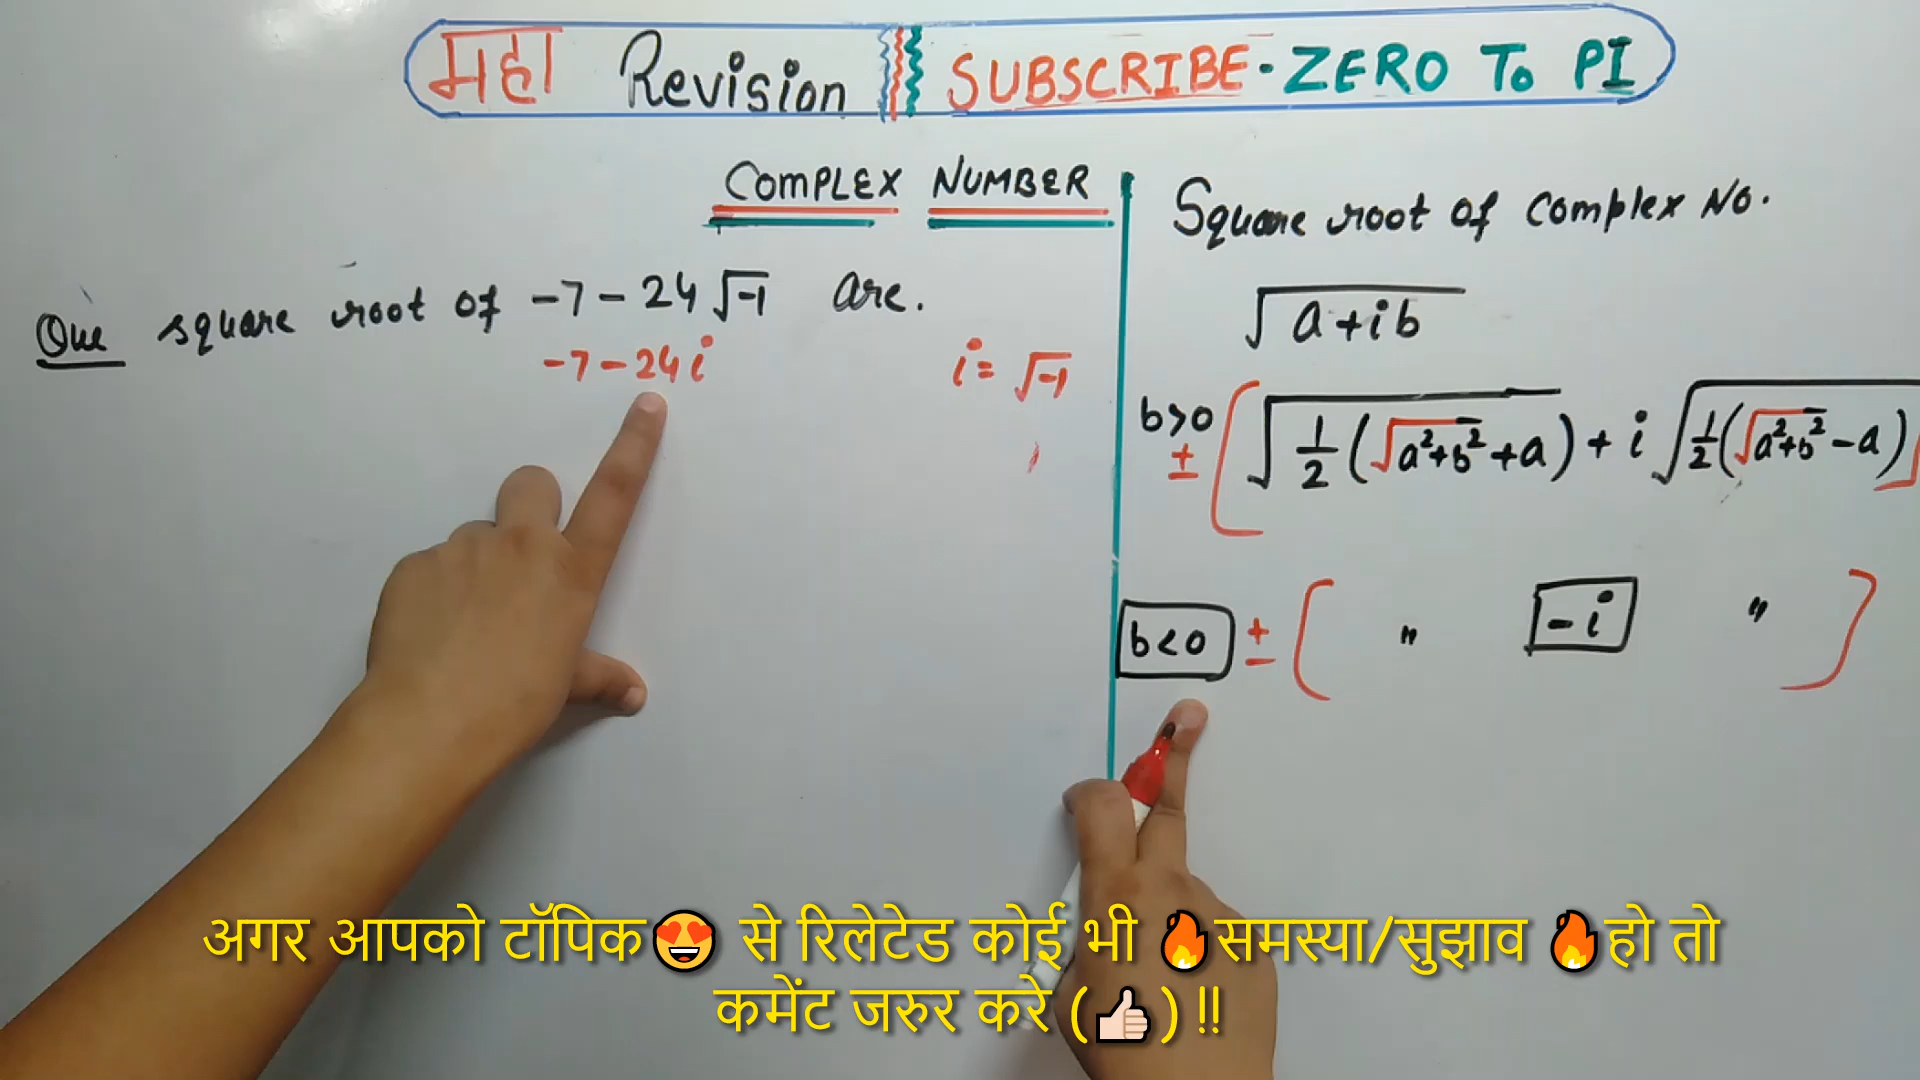 महा Revision SUBSCRIBE - ZERO TO PI
COMPLEX NUMBER
One square root of -7 - 24 √-1 are.
-7 - 24 i
i = √-1
Square root of complex No.
√a + ib
b>0 ± [√1/2 (√a²+b² + a) + i √1/2 (√a²+b² - a)]
b<0 ± [ " - i " ]
अगर आपको टॉपिक😍 से रिलेटेड कोई भी 🔥समस्या/सुझाव 🔥हो तो
कमेंट जरुर करे (👍) !!